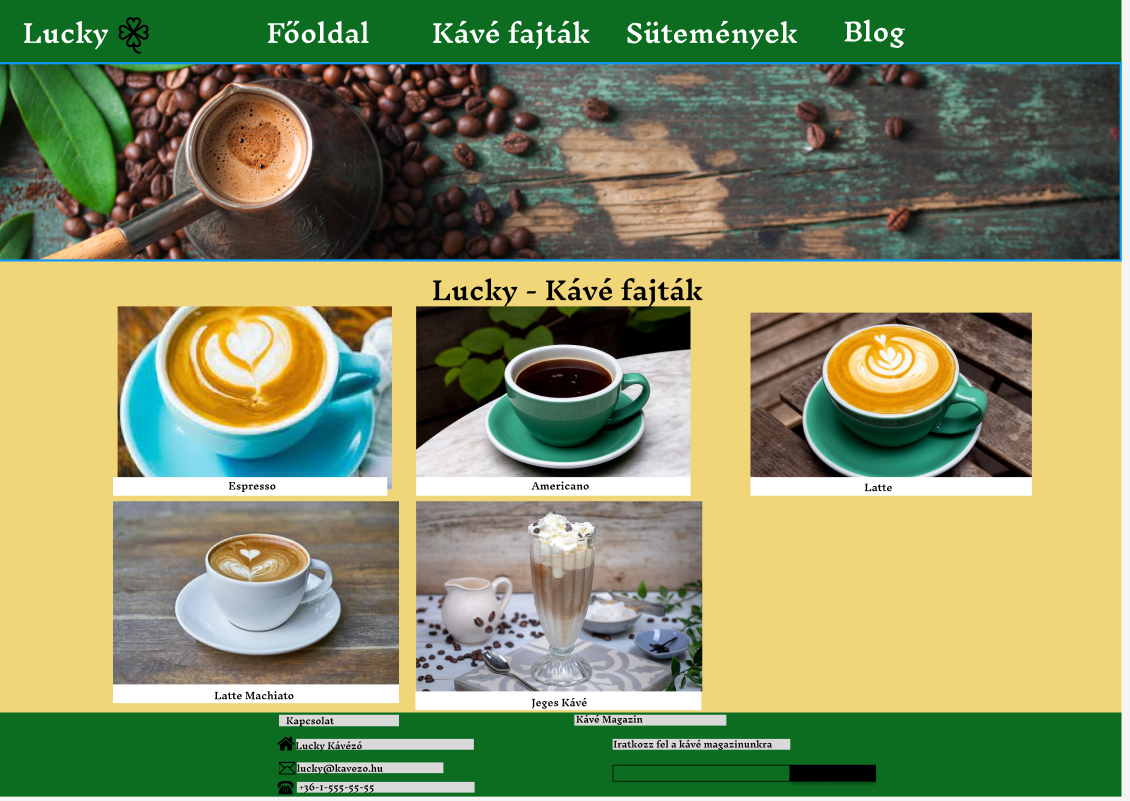 Lucky Főoldal Kávé fajták Sütemények Blog
Lucky - Kávé fajták
Espresso Americano Latte
Latte Machiato Jeges Kávé
Kapcsolat Kávé Magazin
Lucky Kávézó Iratkozz fel a kávé magazinunkra
lucky@kavezo.hu
+36-1-555-55-55